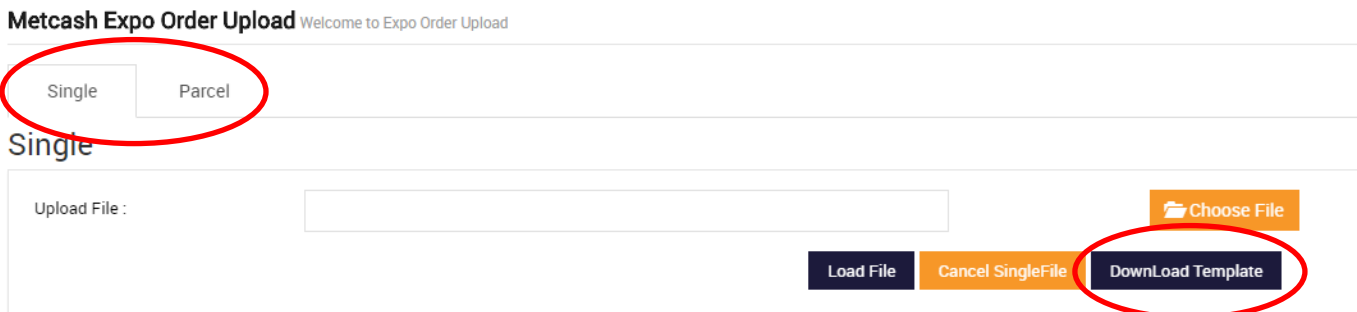 Metcash Expo Order Upload Welcome to Expo Order Upload
Single Parcel
Single
Upload File : Choose File
Load File Cancel SingleFile DownLoad Template